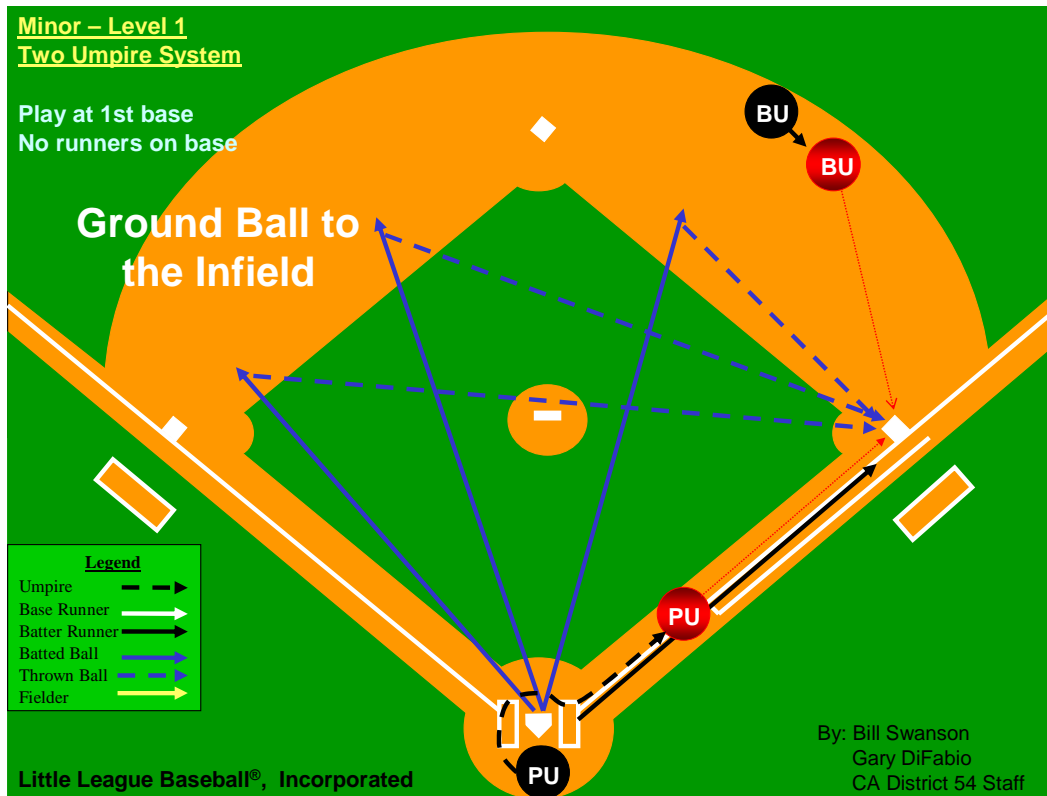 Minor – Level 1
Two Umpire System
Play at 1st base
No runners on base
Ground Ball to
the Infield
BU
BU
PU
PU
Legend
Umpire
Base Runner
Batter Runner
Batted Ball
Thrown Ball
Fielder
Little League Baseball®, Incorporated
By: Bill Swanson
Gary DiFabio
CA District 54 Staff